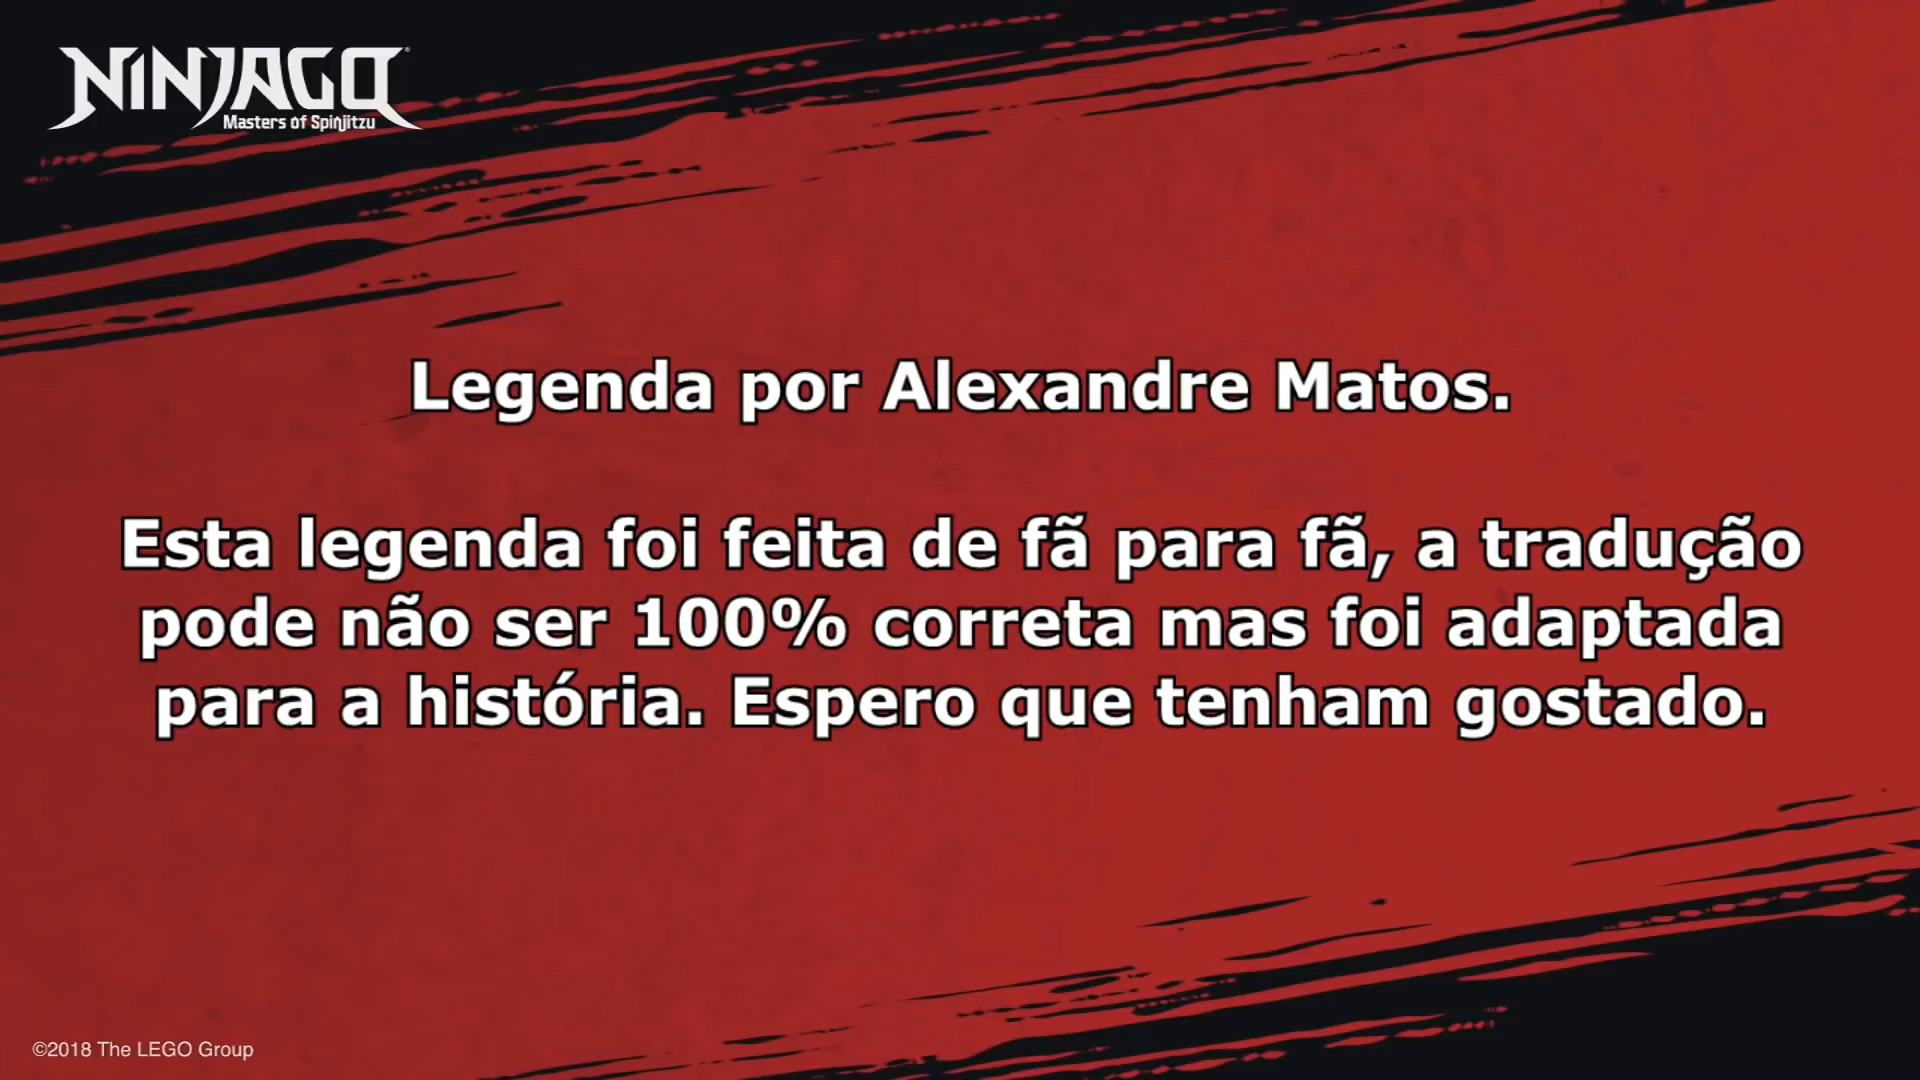 NINJAGO
Masters of Spinjitzu
Legenda por Alexandre Matos.
Esta legenda foi feita de fã para fã, a tradução
pode não ser 100% correta mas foi adaptada
para a história. Espero que tenham gostado.
©2018 The LEGO Group